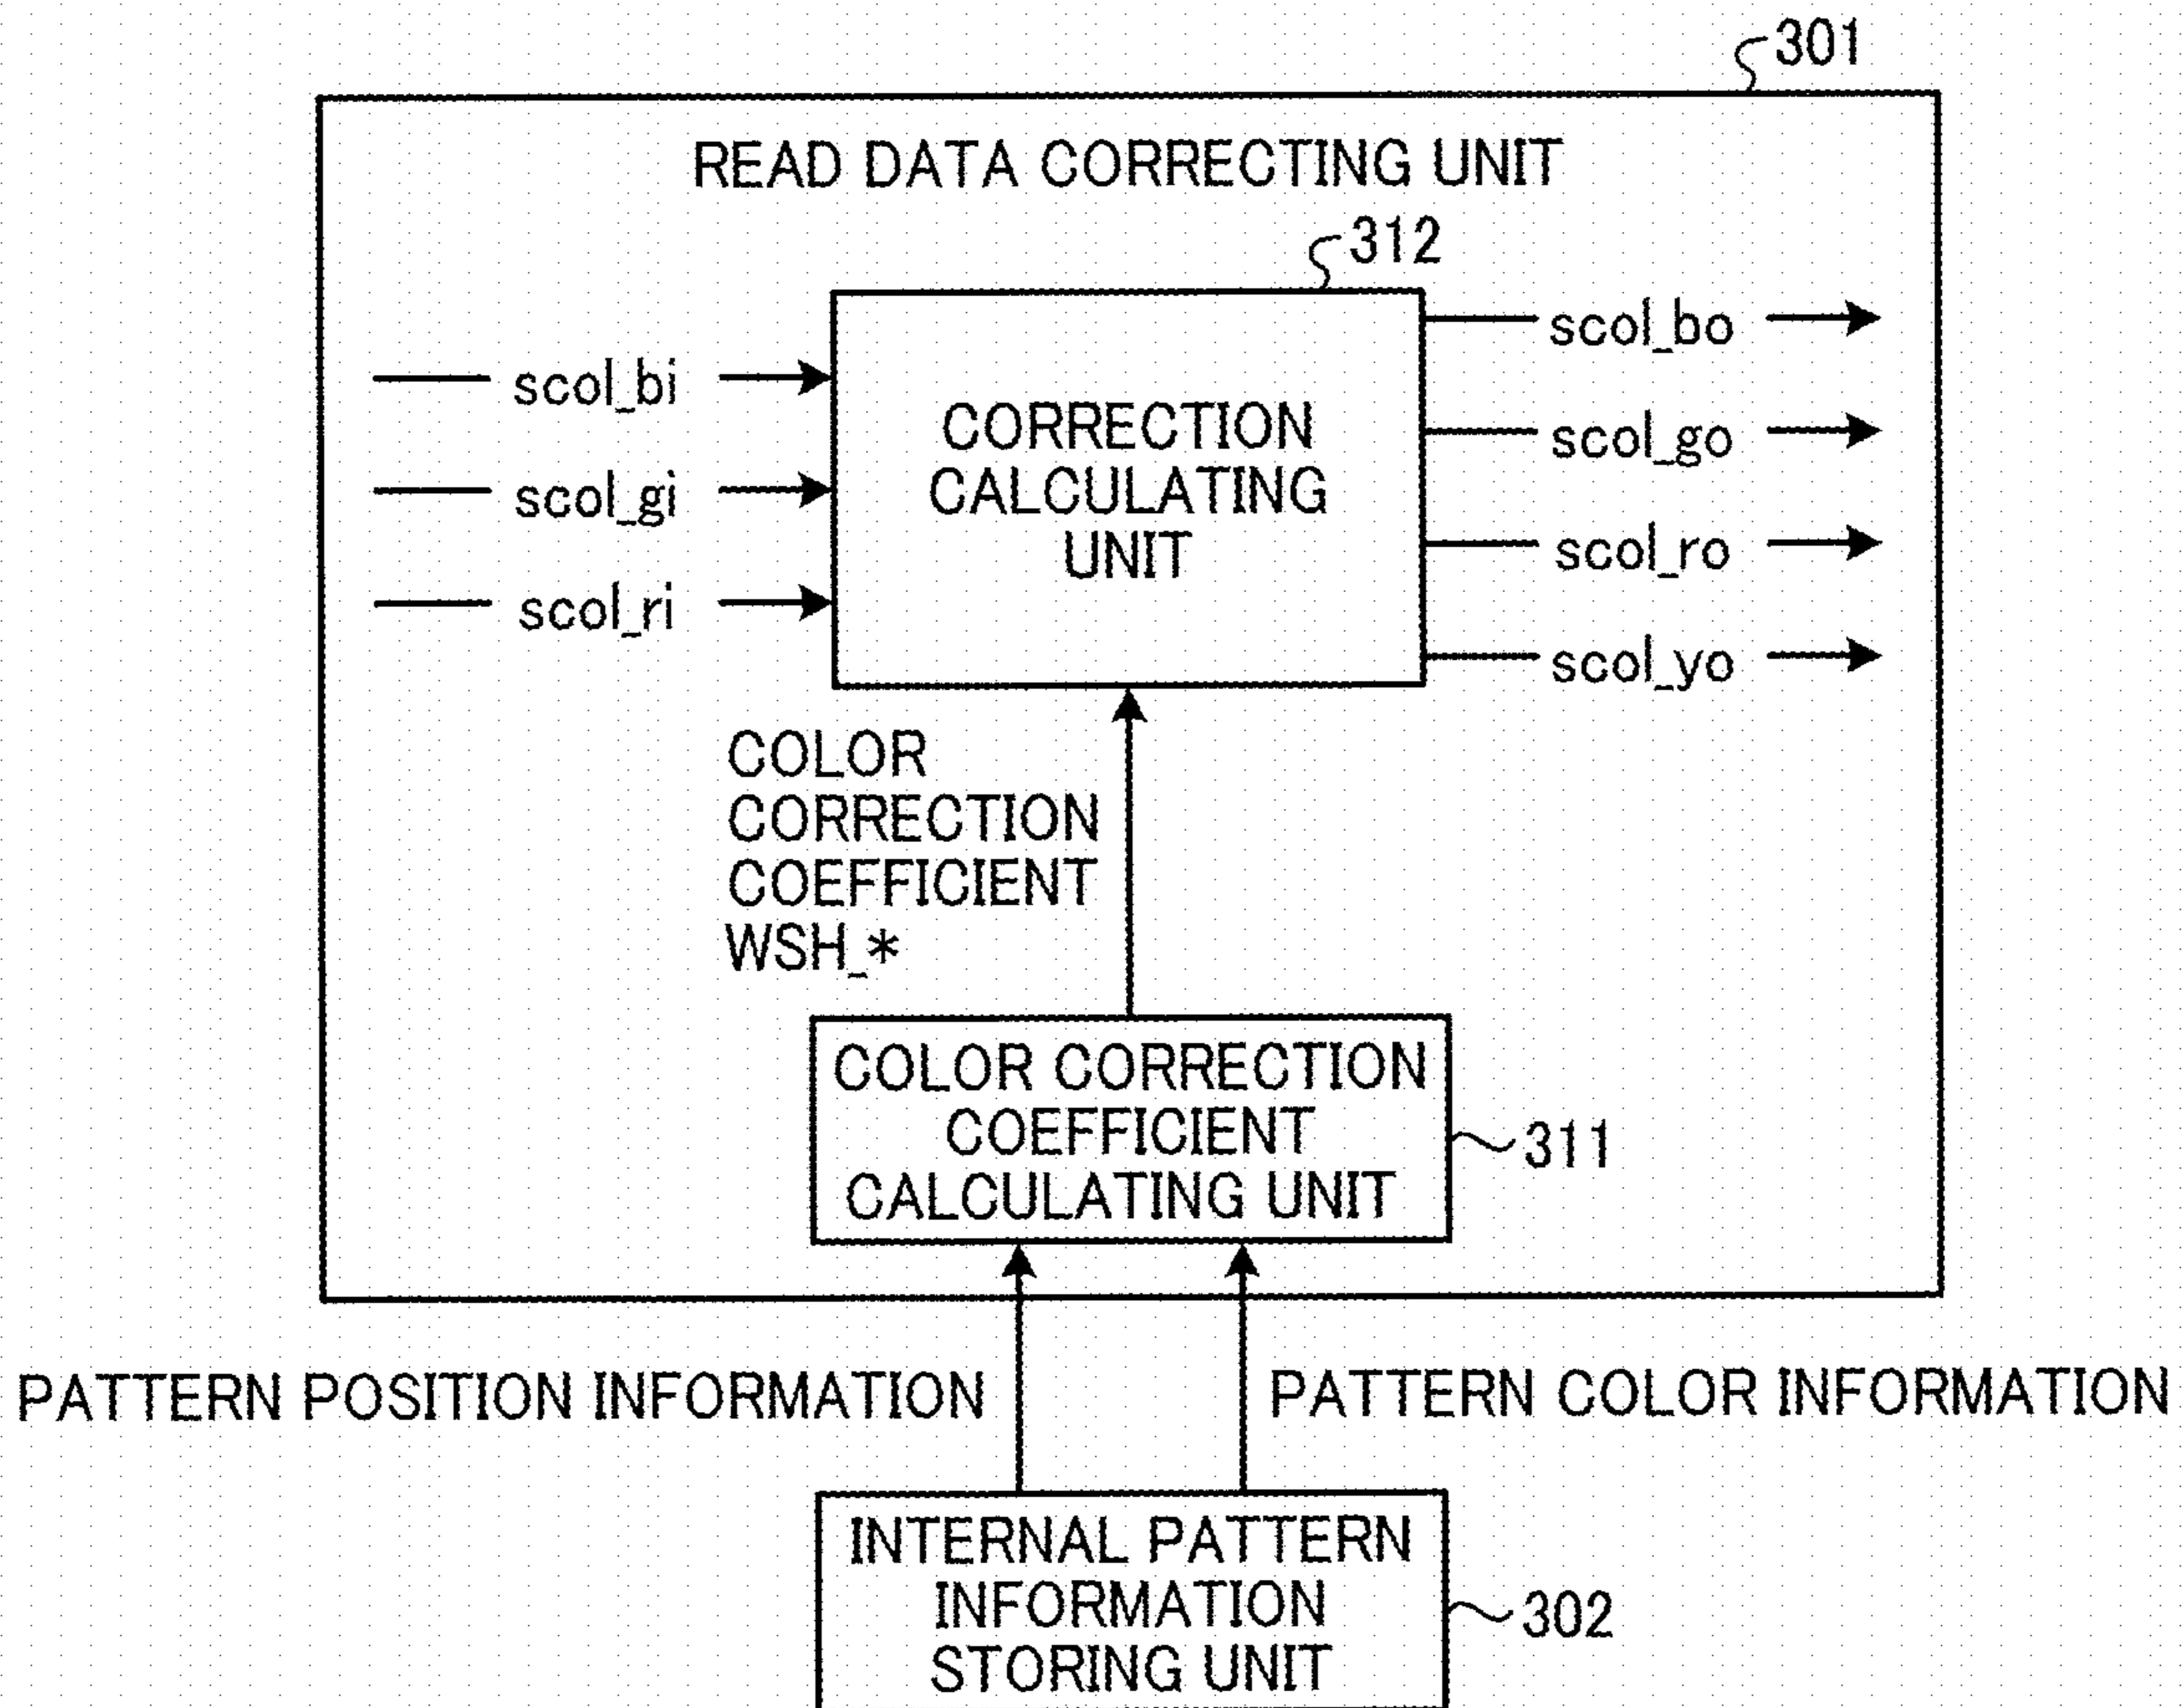 301
READ DATA CORRECTING UNIT
312
scol_bi
scol_gi
scol_ri
CORRECTION
CALCULATING
UNIT
scol_bo
scol_go
scol_ro
scol_yo
COLOR
CORRECTION
COEFFICIENT
WSH_*
COLOR CORRECTION
COEFFICIENT
CALCULATING UNIT
311
PATTERN POSITION INFORMATION
PATTERN COLOR INFORMATION
INTERNAL PATTERN
INFORMATION
STORING UNIT
302